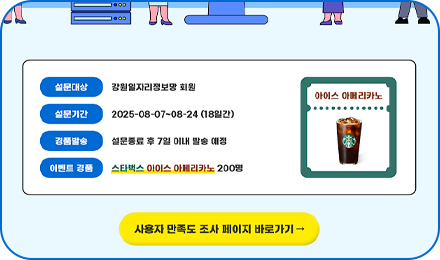 설문대상 강원일자리정보망 회원
설문기간 2025-08-07~08-24 (18일간)
경품발송 설문종료 후 7일 이내 발송 예정
이벤트 경품 스타벅스 아이스 아메리카노 200명
아이스 아메리카노
사용자 만족도 조사 페이지 바로가기→